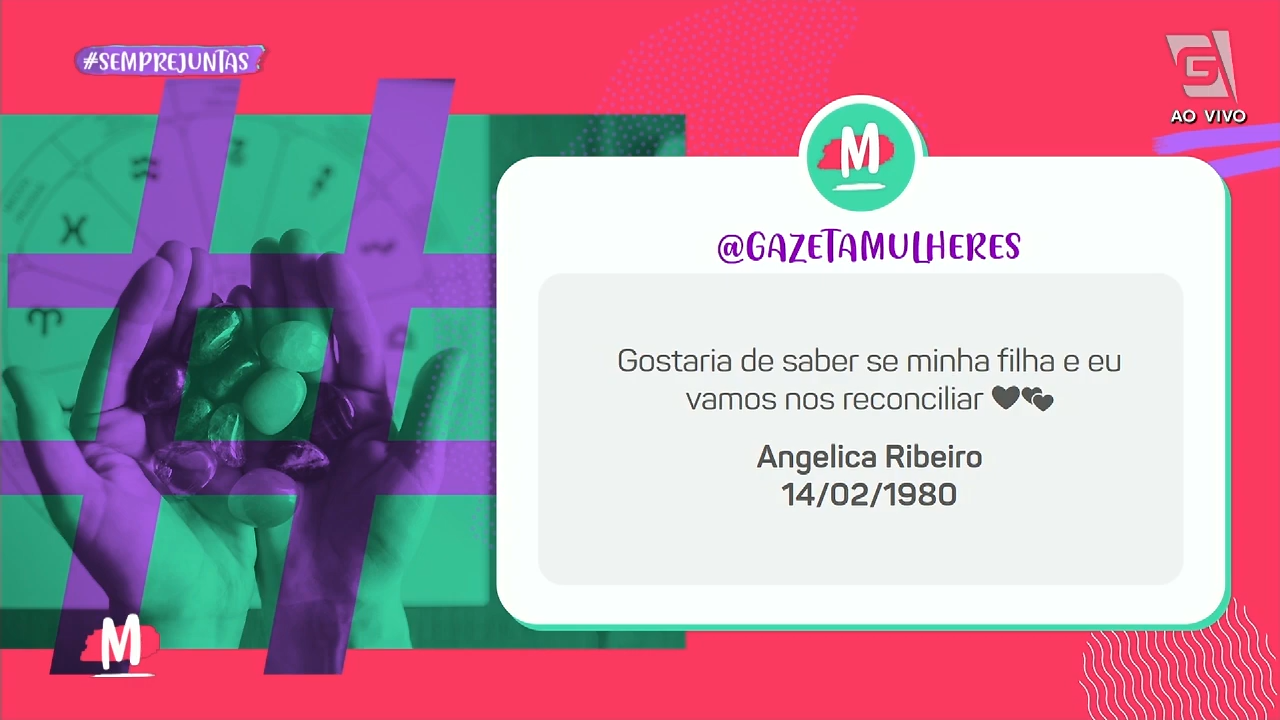 #SEMPREJUNTAS
G
AO VIVO
M
@GAZETAMULHERES
Gostaria de saber se minha filha e eu
vamos nos reconciliar 🖤💕
Angelica Ribeiro
14/02/1980
M